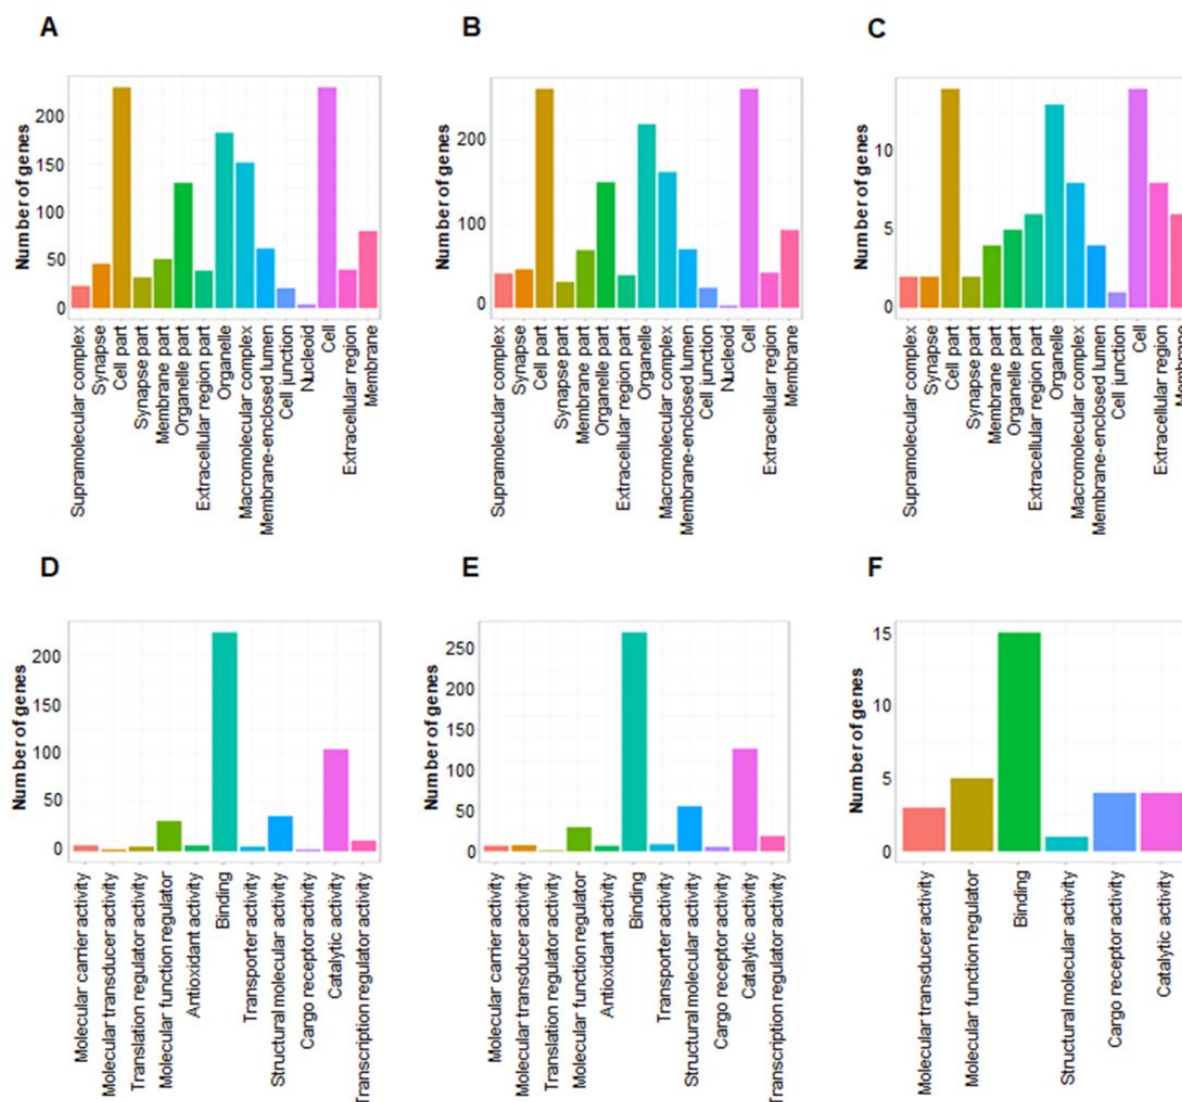 A
B
C
Number of genes
200
150
100
50
0
Supramolecular complex
Synapse
Cell part
Synapse part
Membrane part
Organelle part
Extracellular region part
Organelle
Macromolecular complex
Membrane-enclosed lumen
Cell junction
Nucleoid
Cell
Extracellular region
Membrane
Number of genes
200
100
0
Supramolecular complex
Synapse
Cell part
Synapse part
Membrane part
Organelle part
Extracellular region part
Organelle
Macromolecular complex
Membrane-enclosed lumen
Cell junction
Nucleoid
Cell
Extracellular region
Membrane
Number of genes
10
5
0
Supramolecular complex
Synapse
Cell part
Synapse part
Membrane part
Organelle part
Extracellular region part
Organelle
Macromolecular complex
Membrane-enclosed lumen
Cell junction
Cell
Extracellular region
Membrane
D
E
F
Number of genes
200
150
100
50
0
Molecular carrier activity
Molecular transducer activity
Translation regulator activity
Molecular function regulator
Antioxidant activity
Binding
Transporter activity
Structural molecular activity
Cargo receptor activity
Catalytic activity
Transcription regulator activity
Number of genes
250
200
150
100
50
0
Molecular carrier activity
Molecular transducer activity
Translation regulator activity
Molecular function regulator
Antioxidant activity
Binding
Transporter activity
Structural molecular activity
Cargo receptor activity
Catalytic activity
Transcription regulator activity
Number of genes
15
10
5
0
Molecular transducer activity
Molecular function regulator
Binding
Structural molecular activity
Cargo receptor activity
Catalytic activity